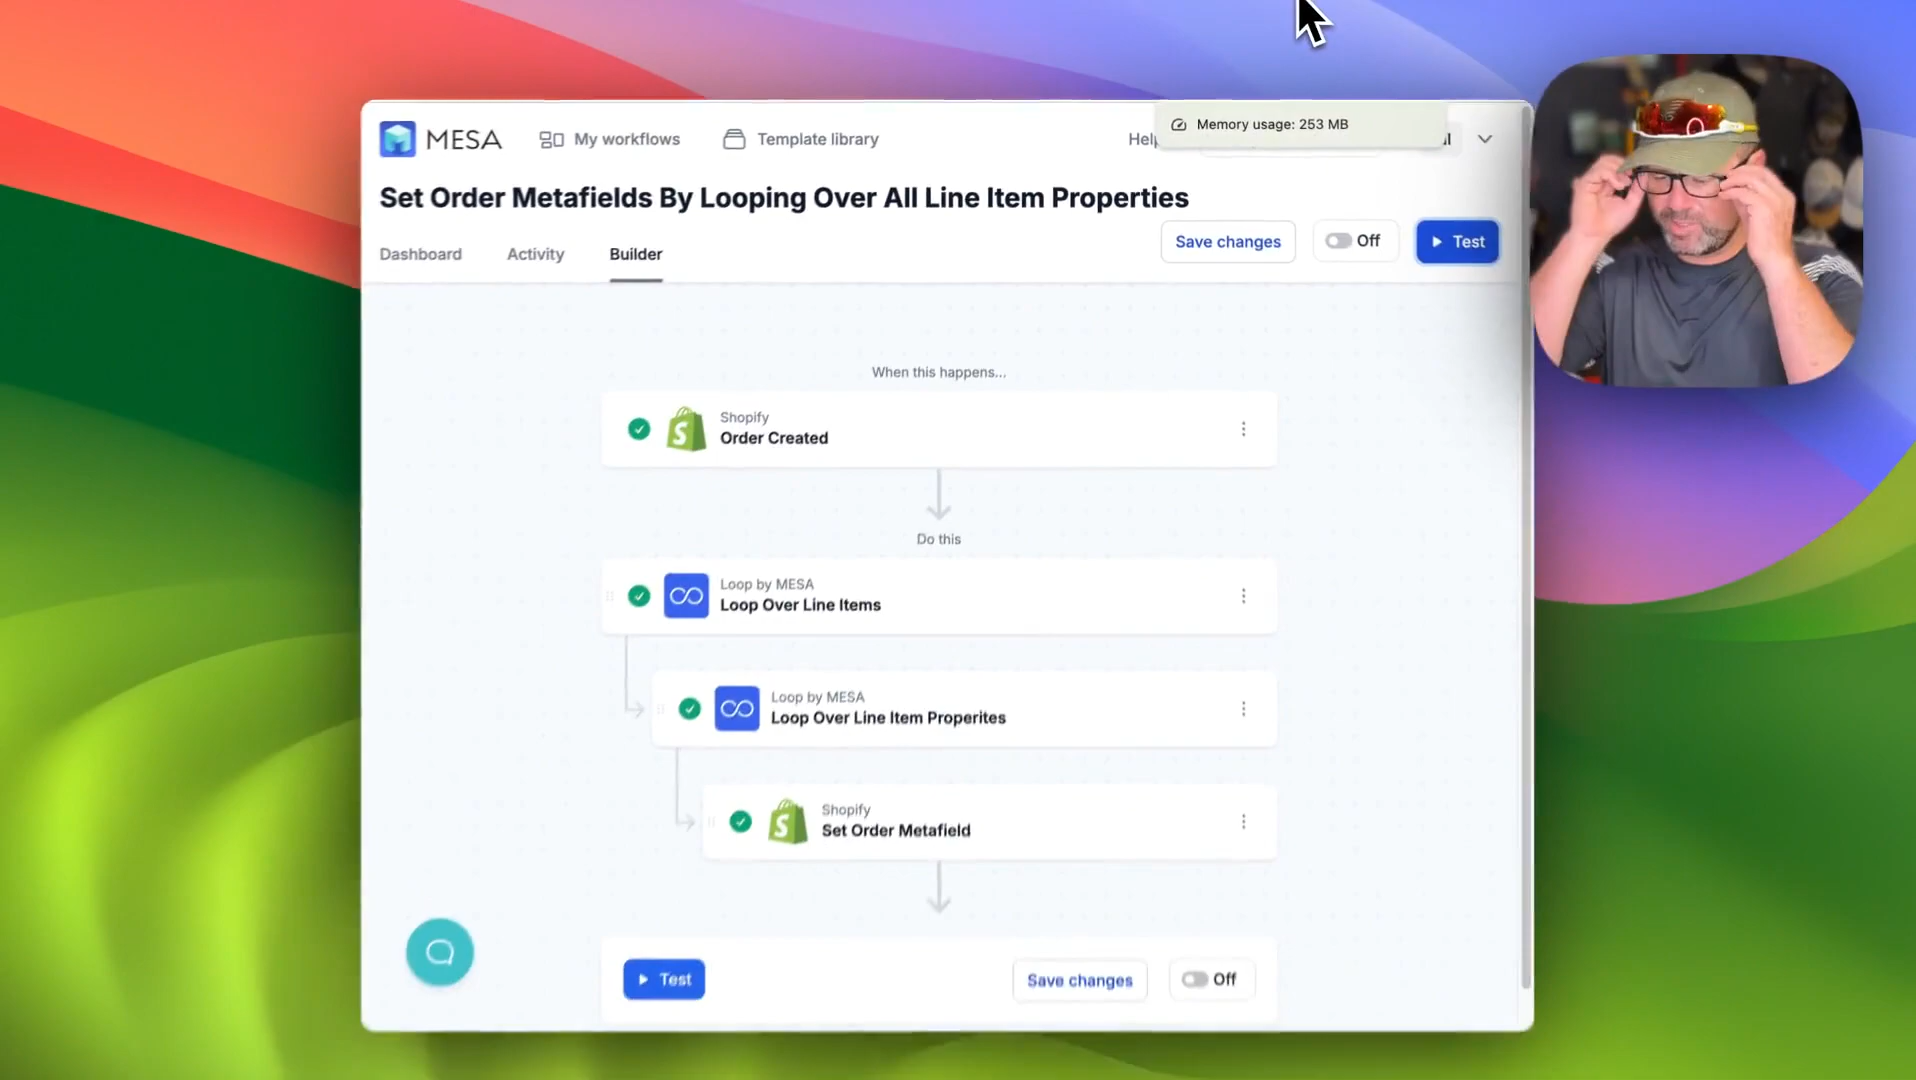 MESA
My workflows
Template library
Help
Memory usage: 253 MB
Set Order Metafields By Looping Over All Line Item Properties
Dashboard
Activity
Builder
Save changes
Off
Test
When this happens...
Shopify
Order Created
Do this
Loop by MESA
Loop Over Line Items
Loop by MESA
Loop Over Line Item Properites
Shopify
Set Order Metafield
Test
Save changes
Off